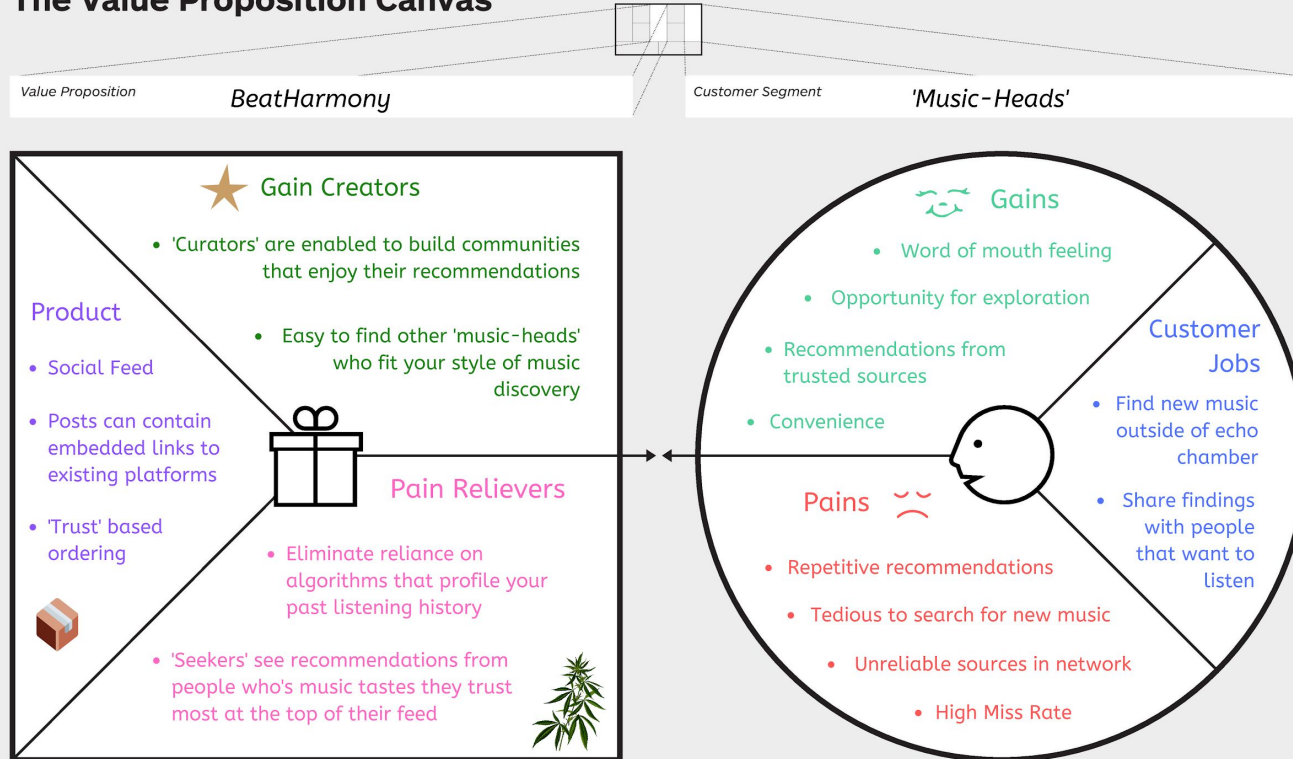 The Value Proposition Canvas
Value Proposition
BeatHarmony
Customer Segment
'Music-Heads'
Gain Creators
• 'Curators' are enabled to build communities
that enjoy their recommendations
• Easy to find other 'music-heads'
who fit your style of music
discovery
Product
• Social Feed
• Posts can contain
embedded links to
existing platforms
• 'Trust' based
ordering
Pain Relievers
• Eliminate reliance on
algorithms that profile your
past listening history
• 'Seekers' see recommendations from
people who's music tastes they trust
most at the top of their feed
Gains
• Word of mouth feeling
• Opportunity for exploration
• Recommendations from
trusted sources
• Convenience
Customer
Jobs
• Find new music
outside of echo
chamber
• Share findings
with people
that want to
listen
Pains
• Repetitive recommendations
• Tedious to search for new music
• Unreliable sources in network
• High Miss Rate